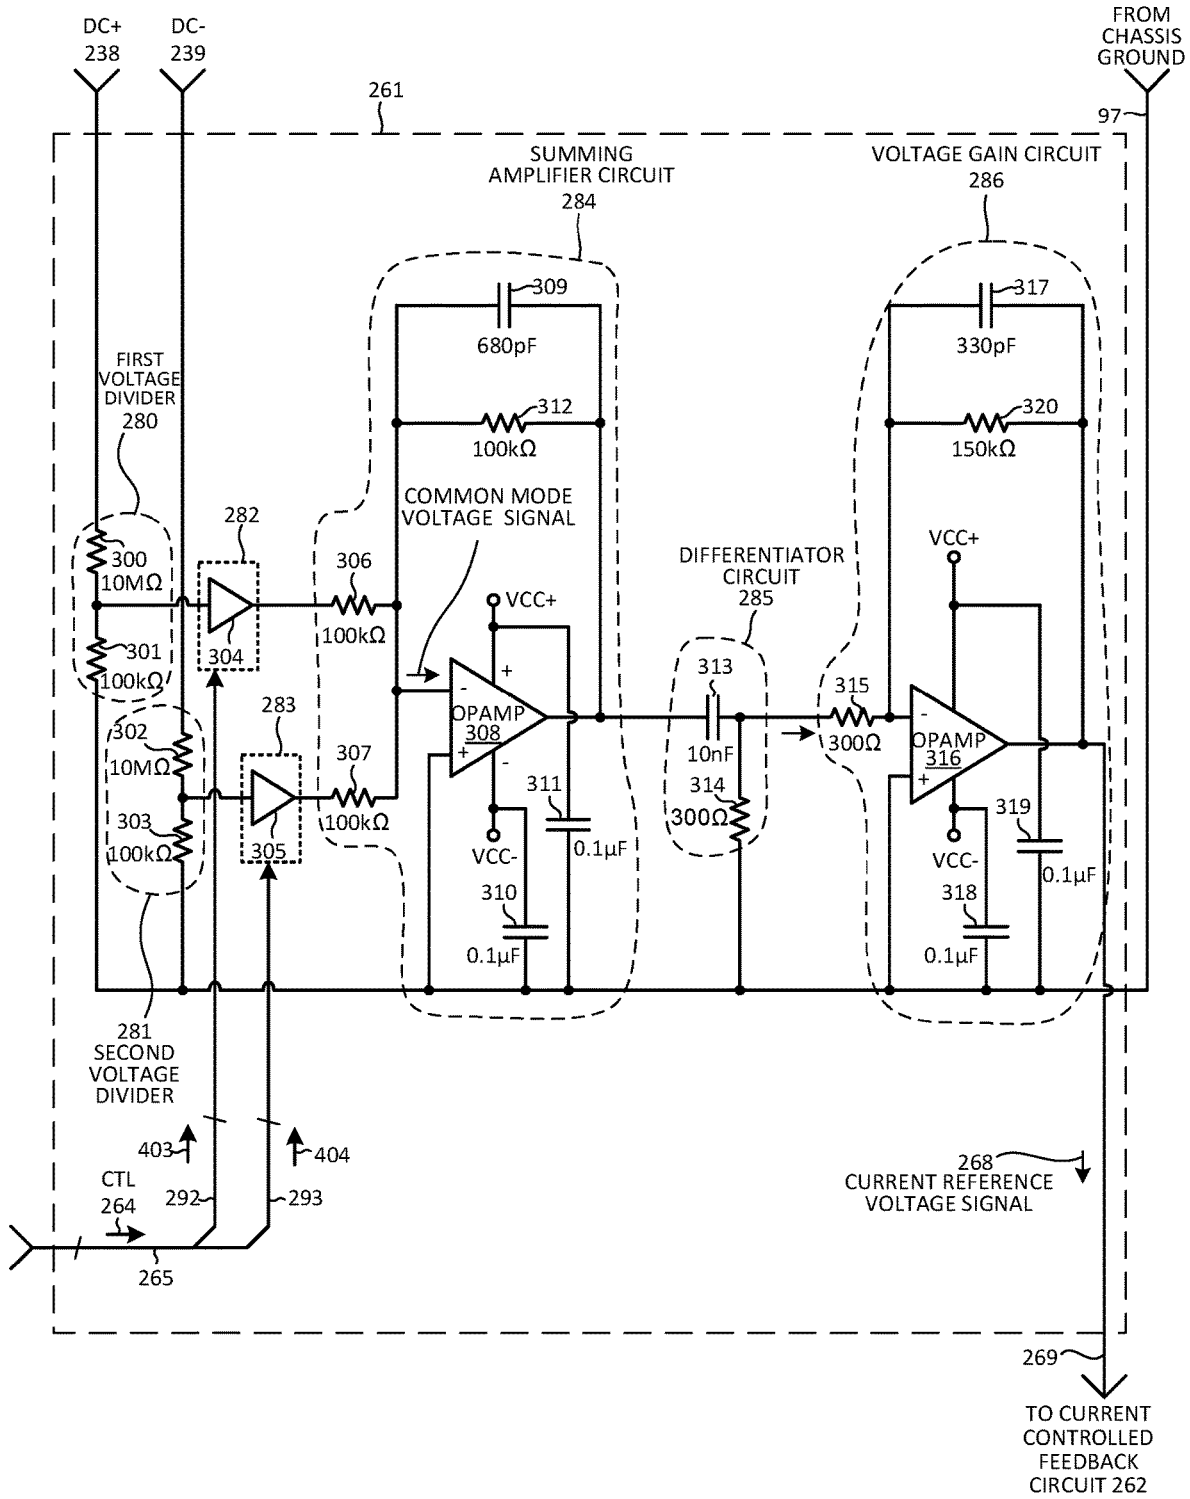 DC+
238
DC-
239
FROM
CHASSIS
GROUND
97
261
SUMMING
AMPLIFIER CIRCUIT
284
VOLTAGE GAIN CIRCUIT
286
309
680pF
317
330pF
FIRST
VOLTAGE
DIVIDER
280
312
100kΩ
320
150kΩ
COMMON MODE
VOLTAGE SIGNAL
282
300
10MΩ
304
301
100kΩ
306
100kΩ
VCC+
+
-
OPAMP
308
+
-
VCC-
DIFFERENTIATOR
CIRCUIT
285
313
10nF
314
300Ω
VCC+
315
300Ω
-
OPAMP
316
+
VCC-
283
302
10MΩ
303
100kΩ
305
307
100kΩ
311
0.1µF
310
0.1µF
319
0.1µF
318
0.1µF
281
SECOND
VOLTAGE
DIVIDER
403
404
CTL
264
292
293
265
268
CURRENT REFERENCE
VOLTAGE SIGNAL
269
TO CURRENT
CONTROLLED
FEEDBACK
CIRCUIT 262